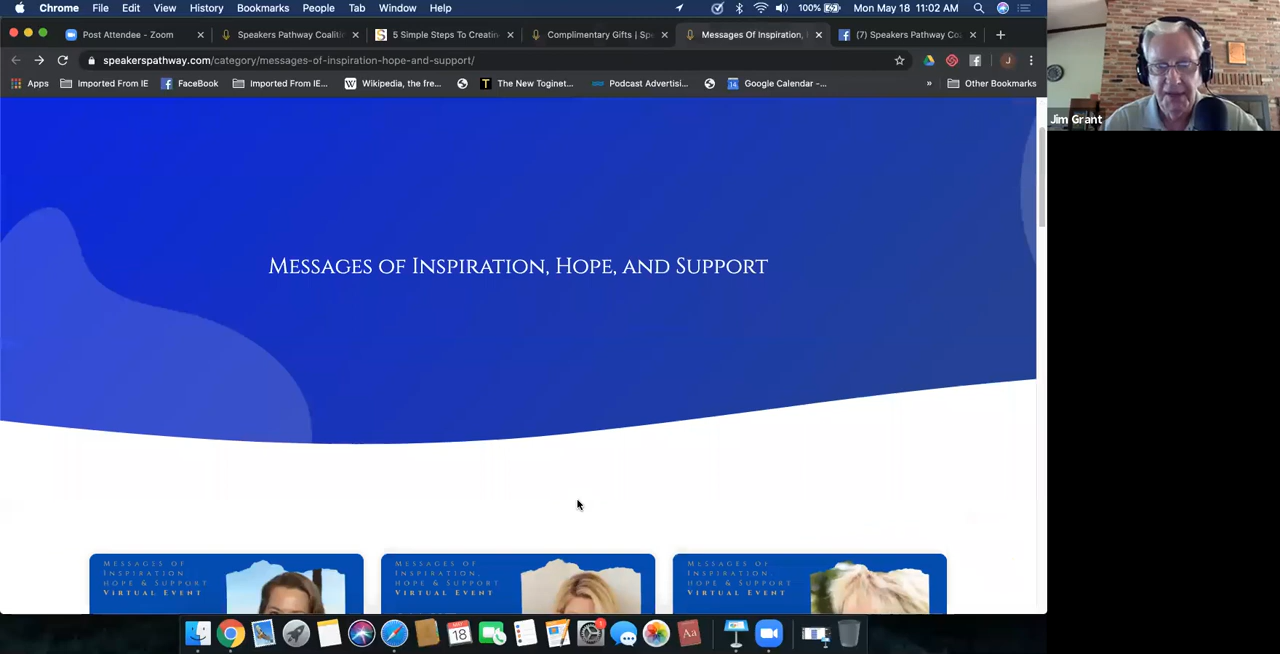 Chrome File Edit View History Bookmarks People Tab Window Help 100% Mon May 18 11:02 AM
Post Attendee - Zoom Speakers Pathway Coaliti 5 Simple Steps To Creatin Complimentary Gifts | Spe Messages Of Inspiration, (7) Speakers Pathway Co
speakerspathway.com/category/messages-of-inspiration-hope-and-support/ J
Apps Imported From IE FaceBook Imported From IE... Wikipedia, the fre... The New Toginet... Podcast Advertisi... Google Calendar -... » Other Bookmarks
Jim Grant
Messages of Inspiration, Hope, and Support
Messages of
Inspiration
Hope & Support
Virtual Event
Messages of
Inspiration,
Hope & Support
Virtual Event
Messages of
Inspiration,
Hope & Support
Virtual Event
MAY
18
1